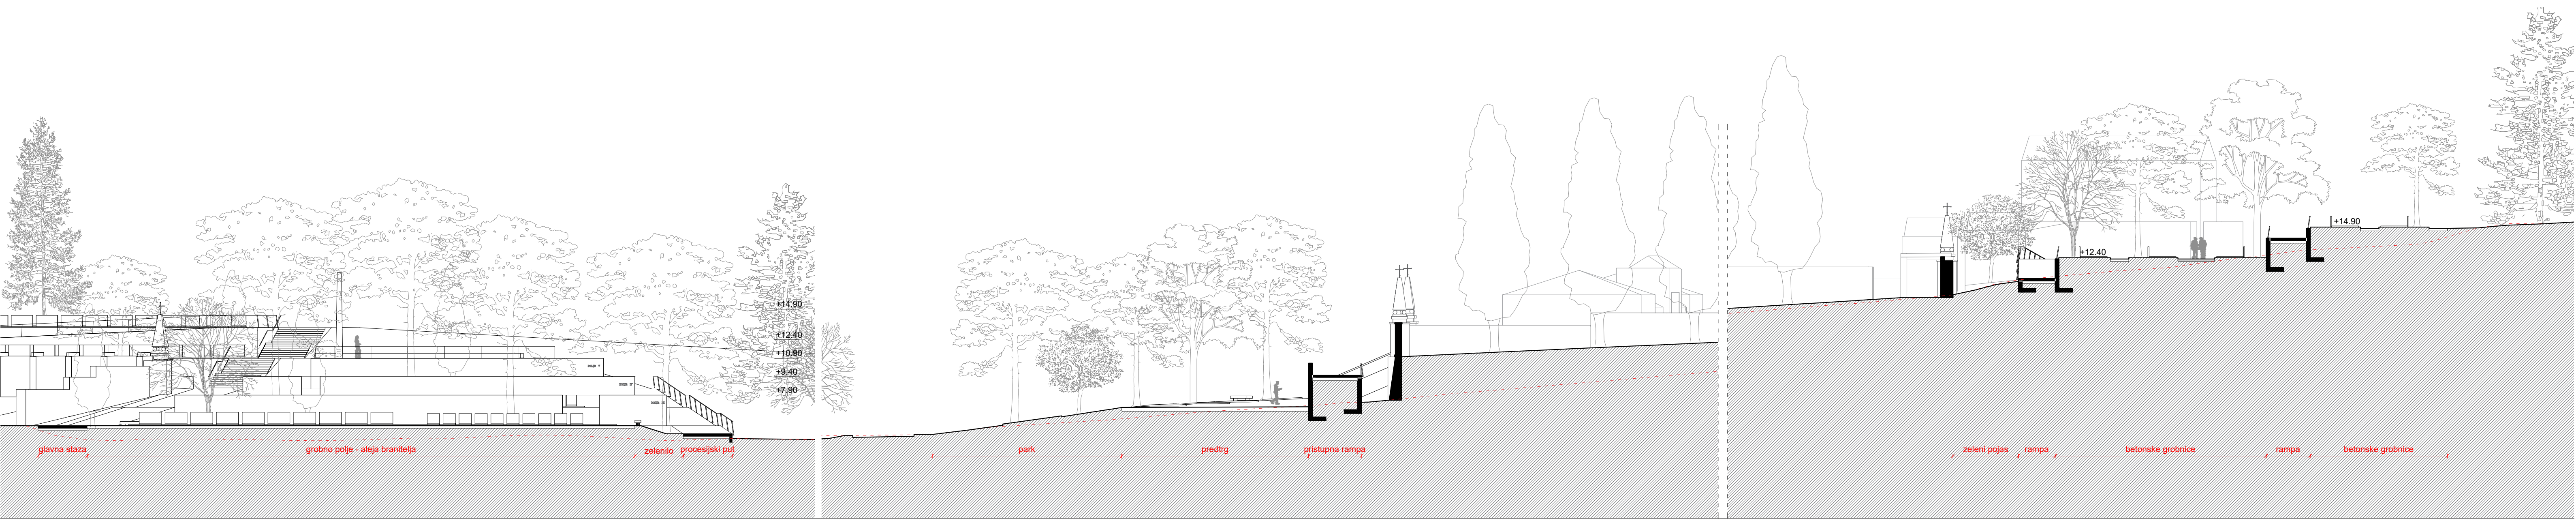 +14.90
+12.40
+10.90
+9.40
+7.90
glavna staza
grobno polje - aleja branitelja
zelenilo
procesijski put
park
predtrg
pristupna rampa
+12.40
+14.90
zeleni pojas
rampa
betonske grobnice
rampa
betonske grobnice